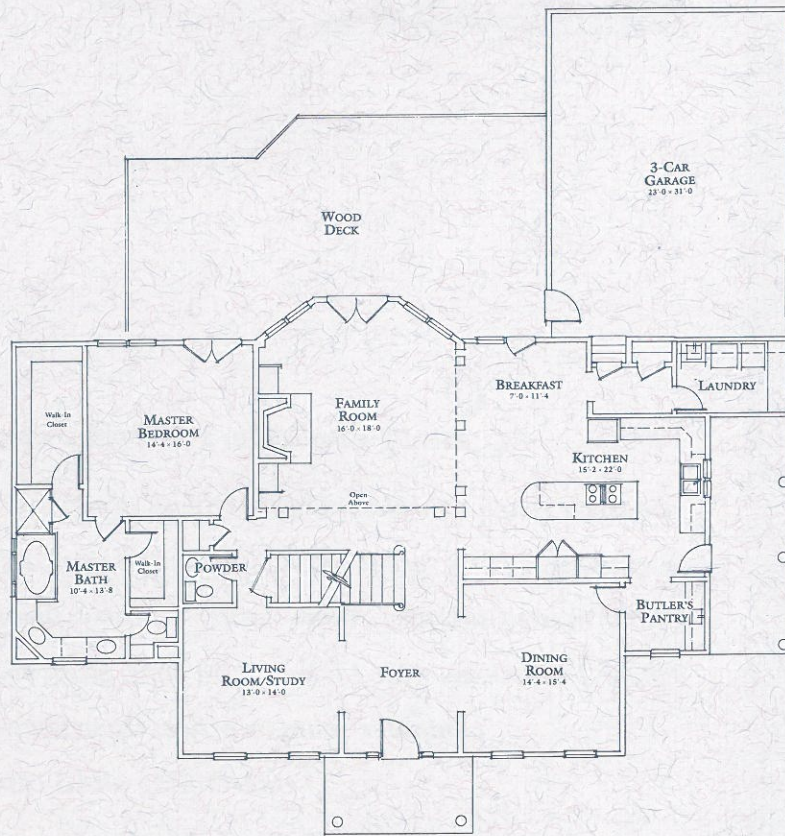 3-CAR
GARAGE
23'-0 × 31'-0
WOOD
DECK
BREAKFAST
7'-0 × 11'-4
LAUNDRY
FAMILY
ROOM
16'-0 × 18'-0
Walk-In
Closet
MASTER
BEDROOM
14'-4 × 16'-0
KITCHEN
15'-2 × 22'-0
Open
Above
MASTER
BATH
10'-4 × 13'-8
Walk-In
Closet
POWDER
BUTLER'S
PANTRY
LIVING
ROOM/STUDY
13'-0 × 14'-0
FOYER
DINING
ROOM
14'-4 × 15'-4